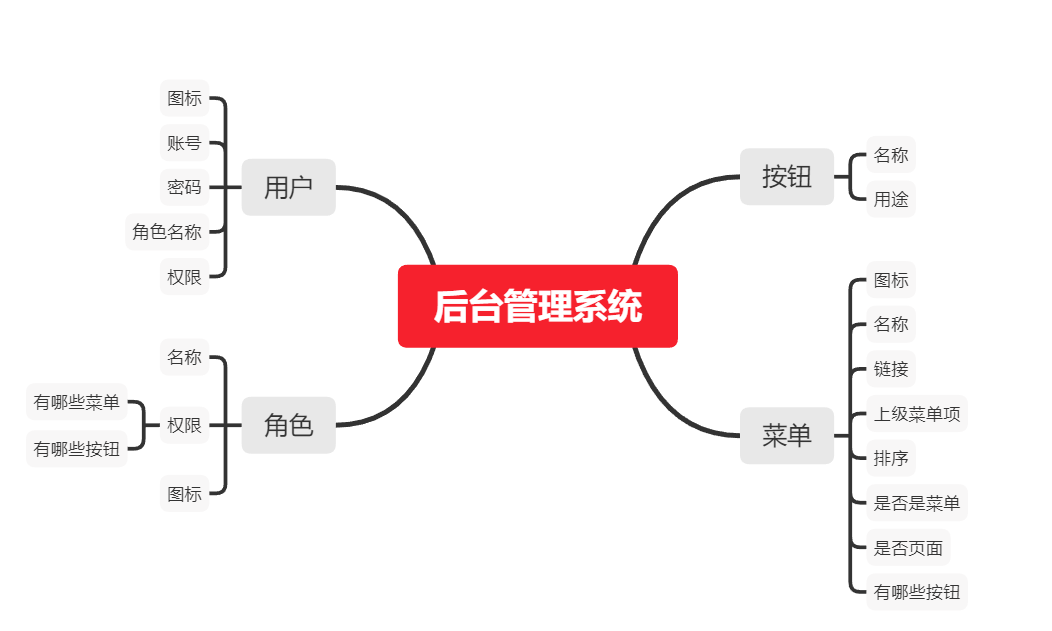 后台管理系统
用户
图标
账号
密码
角色名称
权限
角色
名称
权限
有哪些菜单
有哪些按钮
图标
按钮
名称
用途
菜单
图标
名称
链接
上级菜单项
排序
是否是菜单
是否页面
有哪些按钮